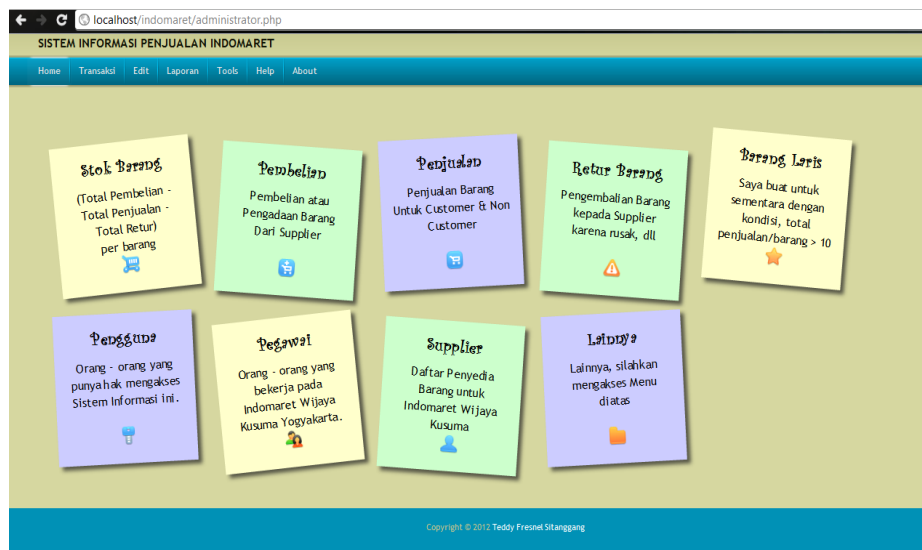 localhost/indomaret/administrator.php
SISTEM INFORMASI PENJUALAN INDOMARET
Home Transaksi Edit Laporan Tools Help About
Stok Barang
(Total Pembelian -
Total Penjualan -
Total Retur)
per barang
Pembelian
Pembelian atau
Pengadaan Barang
Dari Supplier
Penjualan
Penjualan Barang
Untuk Customer & Non
Customer
Retur Barang
Pengembalian Barang
kepada Supplier
karena rusak, dll
Barang Laris
Saya buat untuk
sementara dengan
kondisi, total
penjualan/barang > 10
Pengguna
Orang - orang yang
punya hak mengakses
Sistem Informasi ini.
Pegawai
Orang - orang yang
bekerja pada
Indomaret Wijaya
Kusuma Yogyakarta.
Supplier
Daftar Penyedia
Barang untuk
Indomaret Wijaya
Kusuma
Lainnya
Lainnya, silahkan
mengakses Menu
diatas
Copyright © 2012 Teddy Fresnel Sitanggang